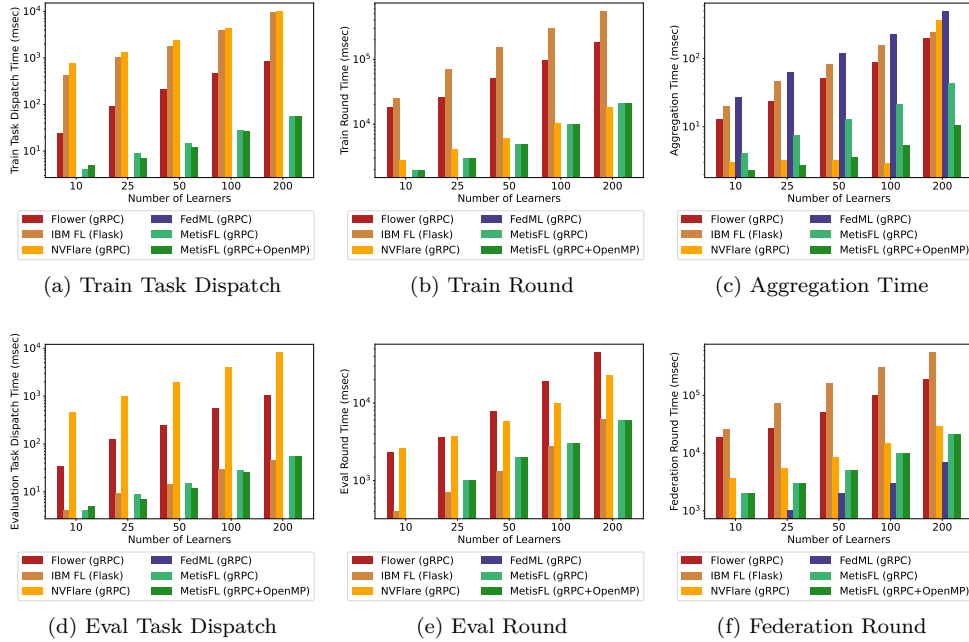 Train Task Dispatch Time (msec)
10⁴
10³
10²
10¹
10 25 50 100 200
Number of Learners
Flower (gRPC)
IBM FL (Flask)
NVFlare (gRPC)
FedML (gRPC)
MetisFL (gRPC)
MetisFL (gRPC+OpenMP)
(a) Train Task Dispatch
Train Round Time (msec)
10⁵
10⁴
10 25 50 100 200
Number of Learners
Flower (gRPC)
IBM FL (Flask)
NVFlare (gRPC)
FedML (gRPC)
MetisFL (gRPC)
MetisFL (gRPC+OpenMP)
(b) Train Round
Aggregation Time (msec)
10²
10¹
10 25 50 100 200
Number of Learners
Flower (gRPC)
IBM FL (Flask)
NVFlare (gRPC)
FedML (gRPC)
MetisFL (gRPC)
MetisFL (gRPC+OpenMP)
(c) Aggregation Time
Evaluation Task Dispatch Time (msec)
10⁴
10³
10²
10¹
10 25 50 100 200
Number of Learners
Flower (gRPC)
IBM FL (Flask)
NVFlare (gRPC)
FedML (gRPC)
MetisFL (gRPC)
MetisFL (gRPC+OpenMP)
(d) Eval Task Dispatch
Eval Round Time (msec)
10⁴
10³
10 25 50 100 200
Number of Learners
Flower (gRPC)
IBM FL (Flask)
NVFlare (gRPC)
FedML (gRPC)
MetisFL (gRPC)
MetisFL (gRPC+OpenMP)
(e) Eval Round
Federation Round Time (msec)
10⁵
10⁴
10³
10 25 50 100 200
Number of Learners
Flower (gRPC)
IBM FL (Flask)
NVFlare (gRPC)
FedML (gRPC)
MetisFL (gRPC)
MetisFL (gRPC+OpenMP)
(f) Federation Round